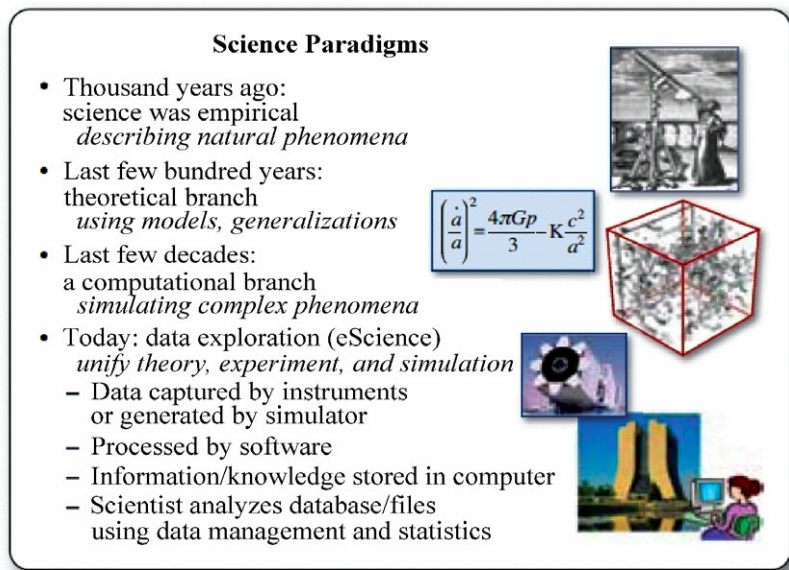 Science Paradigms
• Thousand years ago:
science was empirical
describing natural phenomena
• Last few bundred years:
theoretical branch
using models, generalizations
(ȧ/a)² = 4πGp/3 − K c²/a²
• Last few decades:
a computational branch
simulating complex phenomena
• Today: data exploration (eScience)
unify theory, experiment, and simulation
– Data captured by instruments
or generated by simulator
– Processed by software
– Information/knowledge stored in computer
– Scientist analyzes database/files
using data management and statistics